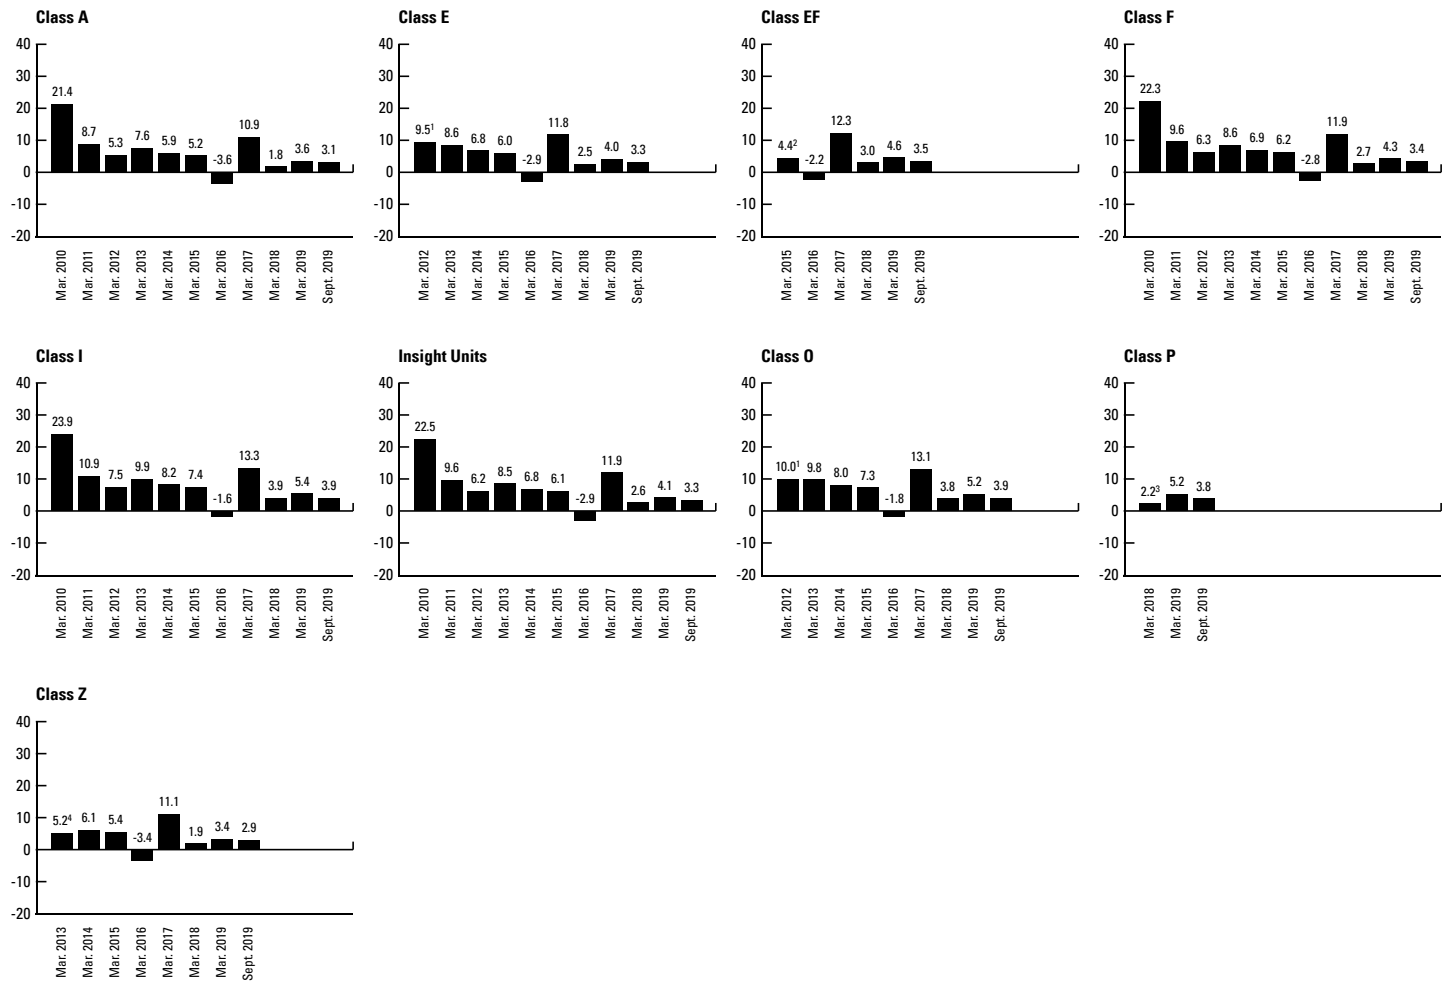 Class A
40
30
20
10
0
-10
-20
21.4
8.7
5.3
7.6
5.9
5.2
-3.6
10.9
1.8
3.6
3.1
Mar. 2010
Mar. 2011
Mar. 2012
Mar. 2013
Mar. 2014
Mar. 2015
Mar. 2016
Mar. 2017
Mar. 2018
Mar. 2019
Sept. 2019
Class E
40
30
20
10
0
-10
-20
9.5¹
8.6
6.8
6.0
-2.9
11.8
2.5
4.0
3.3
Mar. 2012
Mar. 2013
Mar. 2014
Mar. 2015
Mar. 2016
Mar. 2017
Mar. 2018
Mar. 2019
Sept. 2019
Class EF
40
30
20
10
0
-10
-20
4.4²
-2.2
12.3
3.0
4.6
3.5
Mar. 2015
Mar. 2016
Mar. 2017
Mar. 2018
Mar. 2019
Sept. 2019
Class F
40
30
20
10
0
-10
-20
22.3
9.6
6.3
8.6
6.9
6.2
-2.8
11.9
2.7
4.3
3.4
Mar. 2010
Mar. 2011
Mar. 2012
Mar. 2013
Mar. 2014
Mar. 2015
Mar. 2016
Mar. 2017
Mar. 2018
Mar. 2019
Sept. 2019
Class I
40
30
20
10
0
-10
-20
23.9
10.9
7.5
9.9
8.2
7.4
-1.6
13.3
3.9
5.4
3.9
Mar. 2010
Mar. 2011
Mar. 2012
Mar. 2013
Mar. 2014
Mar. 2015
Mar. 2016
Mar. 2017
Mar. 2018
Mar. 2019
Sept. 2019
Insight Units
40
30
20
10
0
-10
-20
22.5
9.6
6.2
8.5
6.8
6.1
-2.9
11.9
2.6
4.1
3.3
Mar. 2010
Mar. 2011
Mar. 2012
Mar. 2013
Mar. 2014
Mar. 2015
Mar. 2016
Mar. 2017
Mar. 2018
Mar. 2019
Sept. 2019
Class O
40
30
20
10
0
-10
-20
10.0¹
9.8
8.0
7.3
-1.8
13.1
3.8
5.2
3.9
Mar. 2012
Mar. 2013
Mar. 2014
Mar. 2015
Mar. 2016
Mar. 2017
Mar. 2018
Mar. 2019
Sept. 2019
Class P
40
30
20
10
0
-10
-20
2.2³
5.2
3.8
Mar. 2018
Mar. 2019
Sept. 2019
Class Z
40
30
20
10
0
-10
-20
5.2⁴
6.1
5.4
-3.4
11.1
1.9
3.4
2.9
Mar. 2013
Mar. 2014
Mar. 2015
Mar. 2016
Mar. 2017
Mar. 2018
Mar. 2019
Sept. 2019